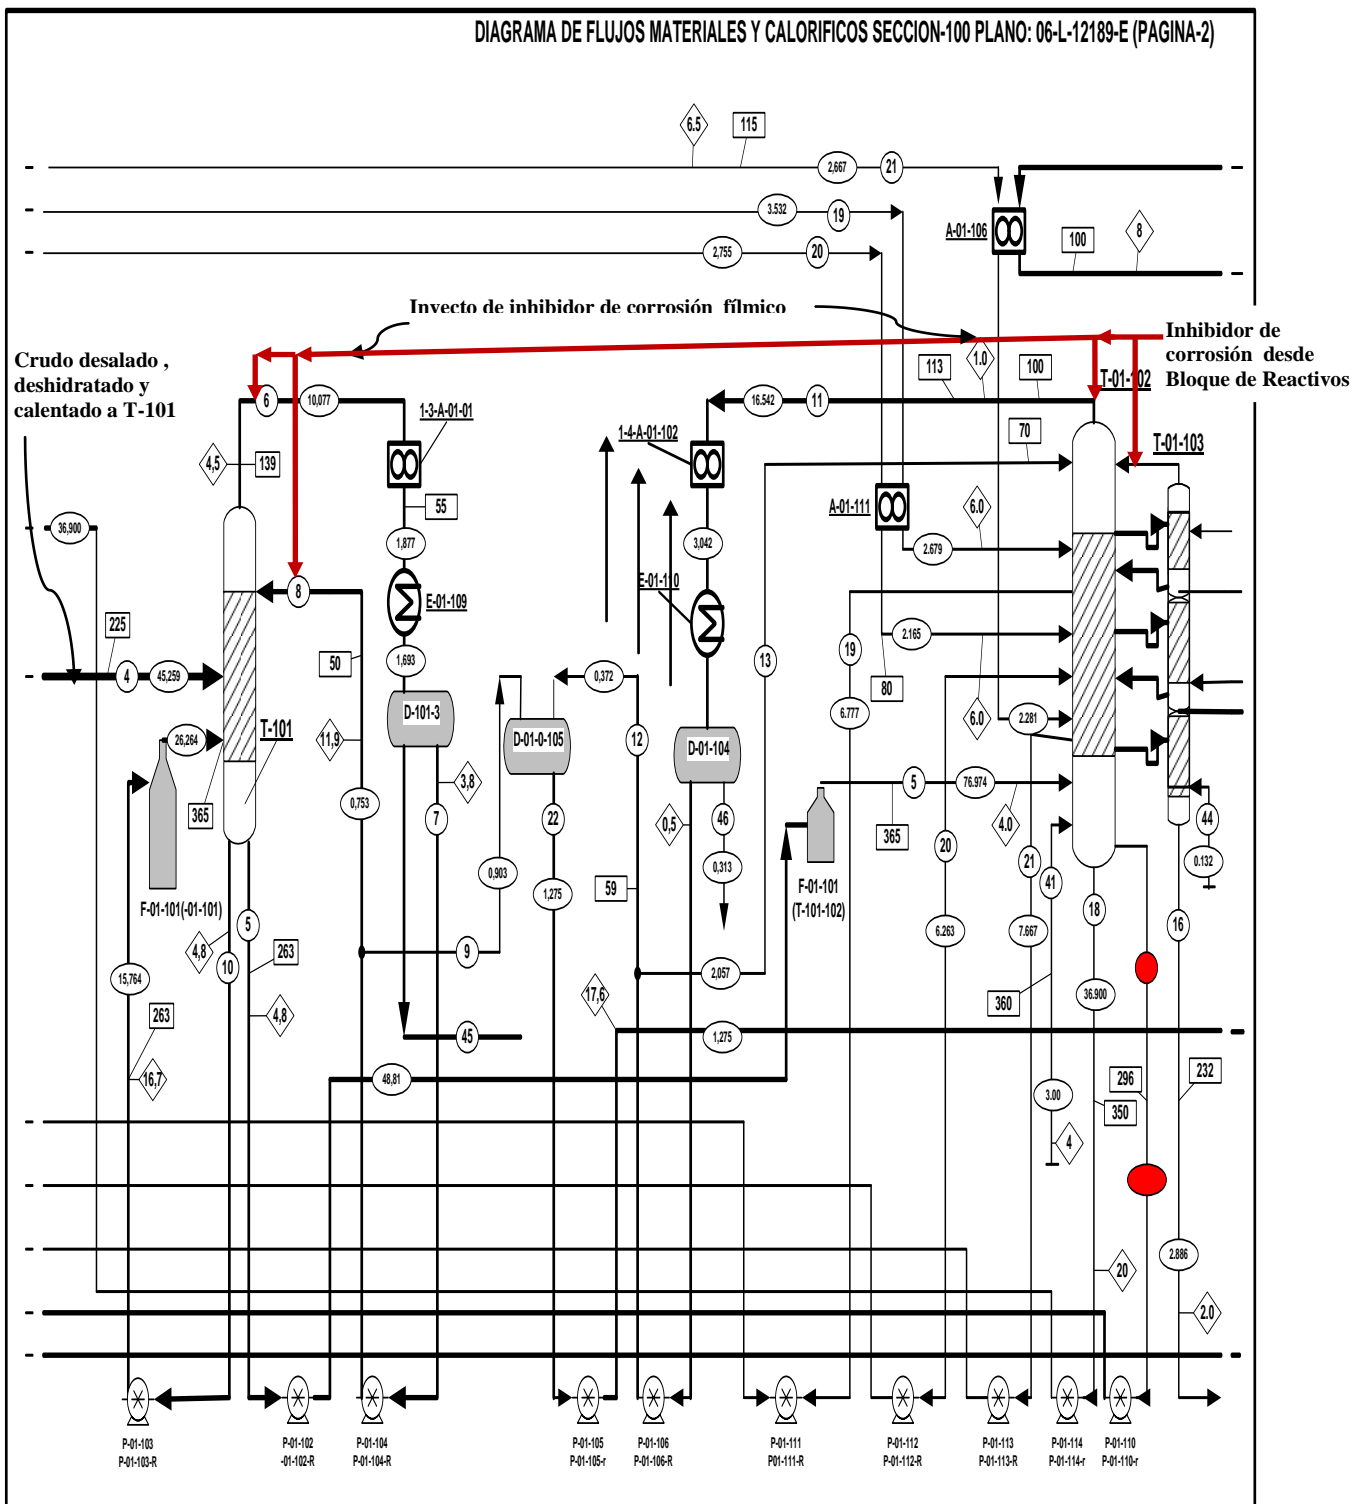 DIAGRAMA DE FLUJOS MATERIALES Y CALORIFICOS SECCION-100 PLANO: 06-L-12189-E (PAGINA-2)
6.5
115
2,667
21
3.532
19
A-01-106
2,755
20
100
8
Inyecto de inhibidor de corrosión fílmico
Inhibidor de
corrosión desde
Bloque de Reactivos
Crudo desalado ,
deshidratado y
calentado a T-101
1.0
113
100
T-01-102
6
10,077
1-3-A-01-01
16.542
11
1-4-A-01-102
70
T-01-103
4,5
139
55
A-01-111
6.0
36,900
1,877
3,042
2.679
E-01-110
8
E-01-109
225
50
1,693
13
19
2.165
4
45,259
0,372
80
6.0
T-101
D-101-3
6.777
26,264
11,9
D-01-0-105
12
D-01-104
2.281
365
3,8
5
76.974
0,753
7
22
0,5
46
365
4.0
44
20
21
41
0.132
0,903
1,275
59
0,313
F-01-101
(T-101-102)
F-01-101(-01-101)
5
18
16
4,8
10
263
9
6.263
7.667
15,764
2,057
17,6
360
36.900
263
4,8
45
1,275
16,7
48,81
3.00
296
232
350
4
2.886
20
2.0
P-01-103
P-01-103-R
P-01-102
-01-102-R
P-01-104
P-01-104-R
P-01-105
P-01-105-r
P-01-106
P-01-106-R
P-01-111
P01-111-R
P-01-112
P-01-112-R
P-01-113
P-01-113-R
P-01-114
P-01-114-r
P-01-110
P-01-110-r